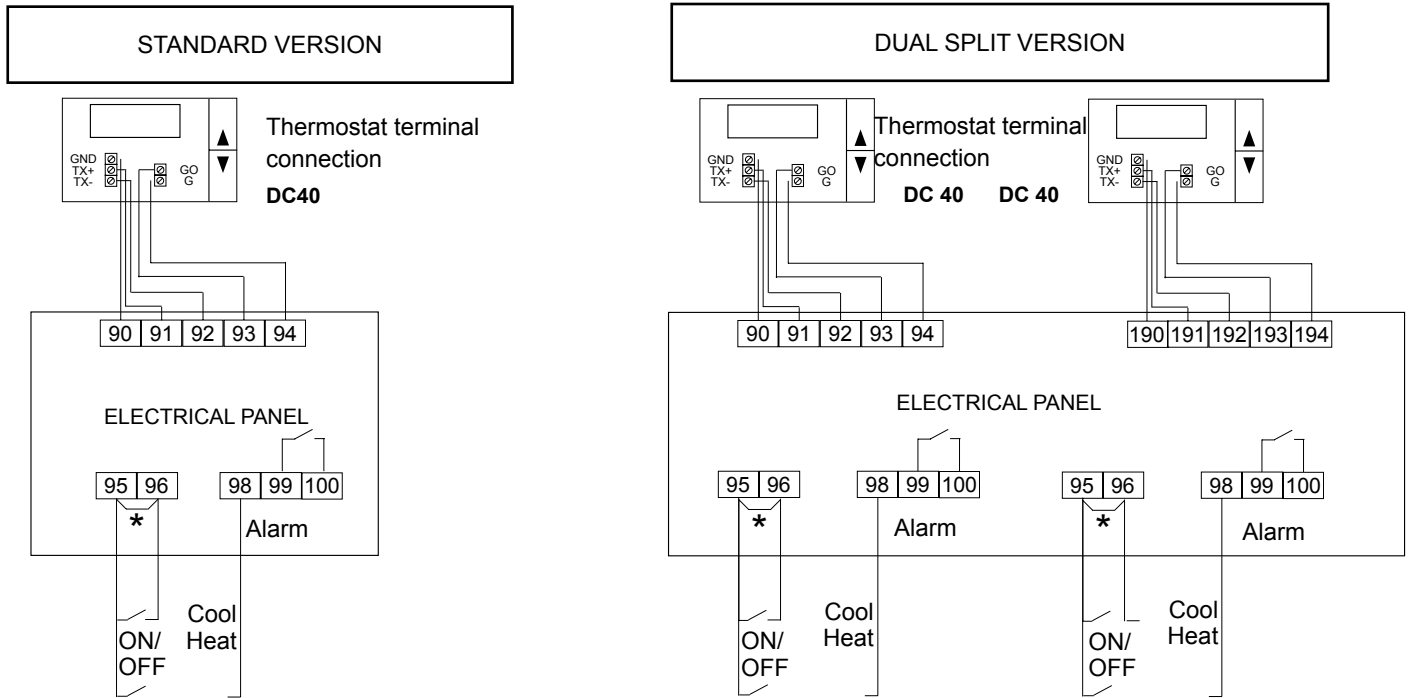 STANDARD VERSION
GND
TX+
TX-
GO
G
Thermostat terminal
connection
DC40
90 91 92 93 94
ELECTRICAL PANEL
95 96
98 99 100
*
Alarm
ON/
OFF
Cool
Heat
DUAL SPLIT VERSION
GND
TX+
TX-
GO
G
Thermostat terminal
connection
DC 40 DC 40
GND
TX+
TX-
GO
G
90 91 92 93 94
190 191 192 193 194
ELECTRICAL PANEL
95 96
98 99 100
*
Alarm
ON/
OFF
Cool
Heat
95 96
98 99 100
*
Alarm
ON/
OFF
Cool
Heat